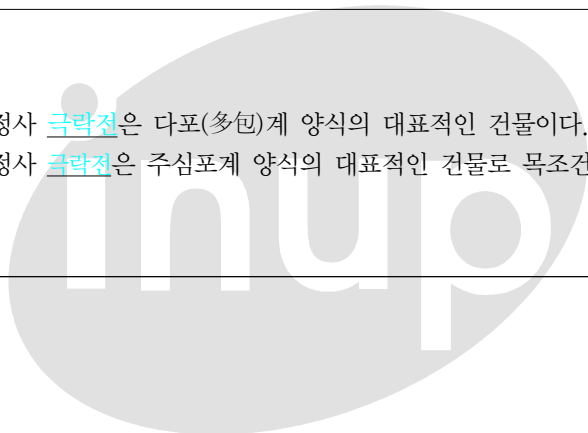 정사 극락전은 다포(多包)계 양식의 대표적인 건물이다.
정사 극락전은 주심포계 양식의 대표적인 건물로 목조건
inup